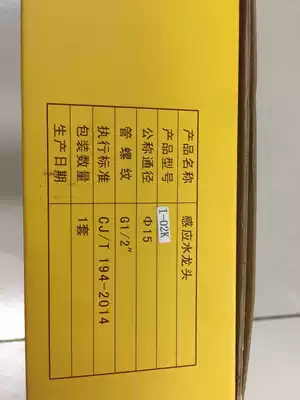 产品名称 感应水龙头
产品型号 I-02K
公称通径 Φ15
管螺纹 G1/2"
执行标准 CJ/T 194-2014
包装数量 1套
生产日期